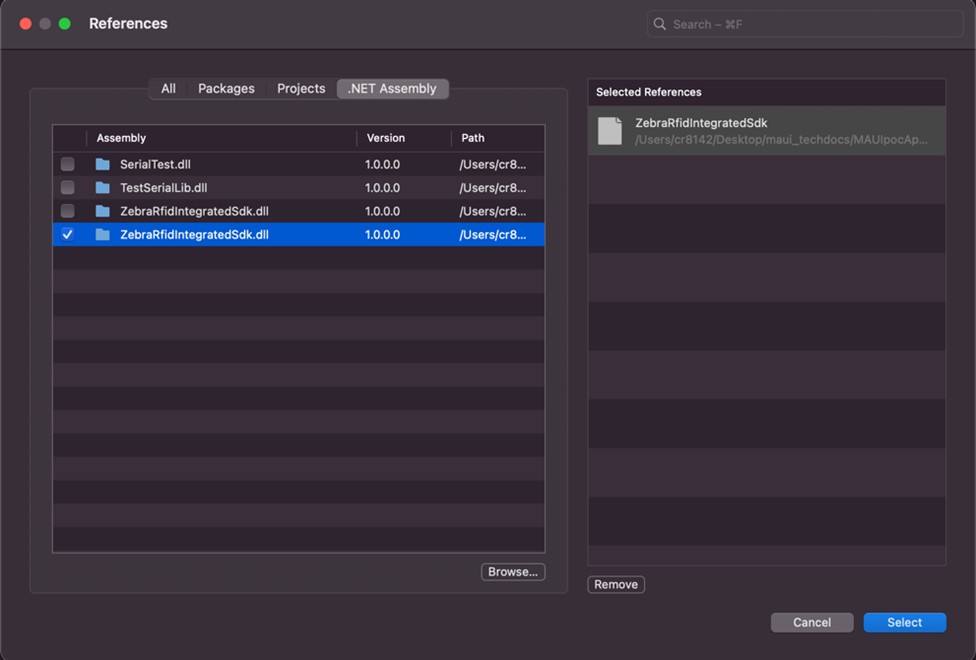 References
Search – ⌘F
All Packages Projects .NET Assembly
Assembly Version Path
SerialTest.dll 1.0.0.0 /Users/cr8...
TestSerialLib.dll 1.0.0.0 /Users/cr8...
ZebraRfidIntegratedSdk.dll 1.0.0.0 /Users/cr8...
ZebraRfidIntegratedSdk.dll 1.0.0.0 /Users/cr8...
Browse...
Selected References
ZebraRfidIntegratedSdk
/Users/cr8142/Desktop/maui_techdocs/MAUIpocAp...
Remove
Cancel Select